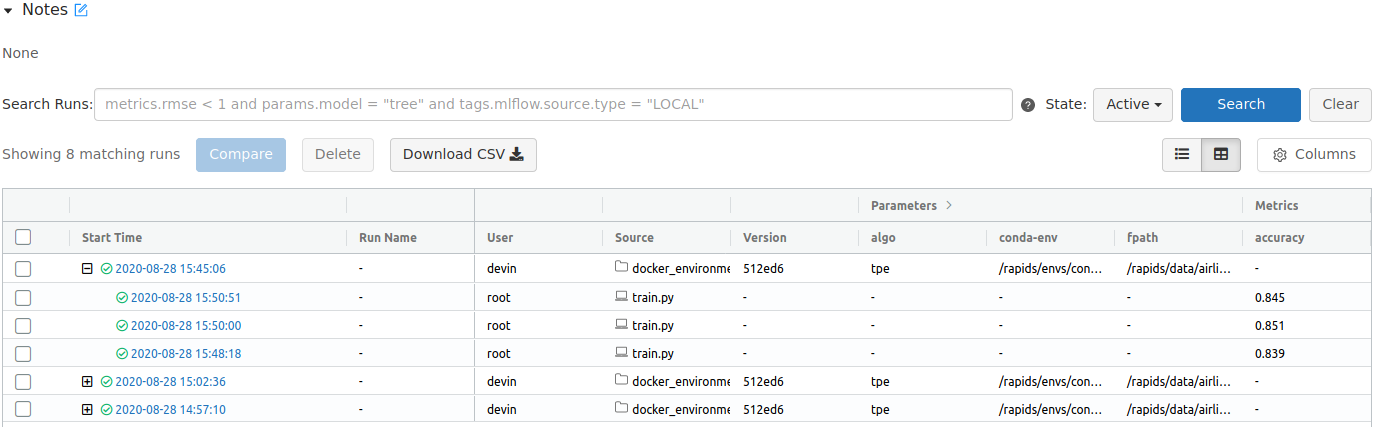 Notes
None
Search Runs: metrics.rmse < 1 and params.model = "tree" and tags.mlflow.source.type = "LOCAL" ? State: Active Search Clear
Showing 8 matching runs Compare Delete Download CSV Columns
Parameters > Metrics
Start Time Run Name User Source Version algo conda-env fpath accuracy
2020-08-28 15:45:06 - devin docker_environme 512ed6 tpe /rapids/envs/con... /rapids/data/airli... -
2020-08-28 15:50:51 - root train.py - - - - 0.845
2020-08-28 15:50:00 - root train.py - - - - 0.851
2020-08-28 15:48:18 - root train.py - - - - 0.839
2020-08-28 15:02:36 - devin docker_environme 512ed6 tpe /rapids/envs/con... /rapids/data/airli... -
2020-08-28 14:57:10 - devin docker_environme 512ed6 tpe /rapids/envs/con... /rapids/data/airli... -